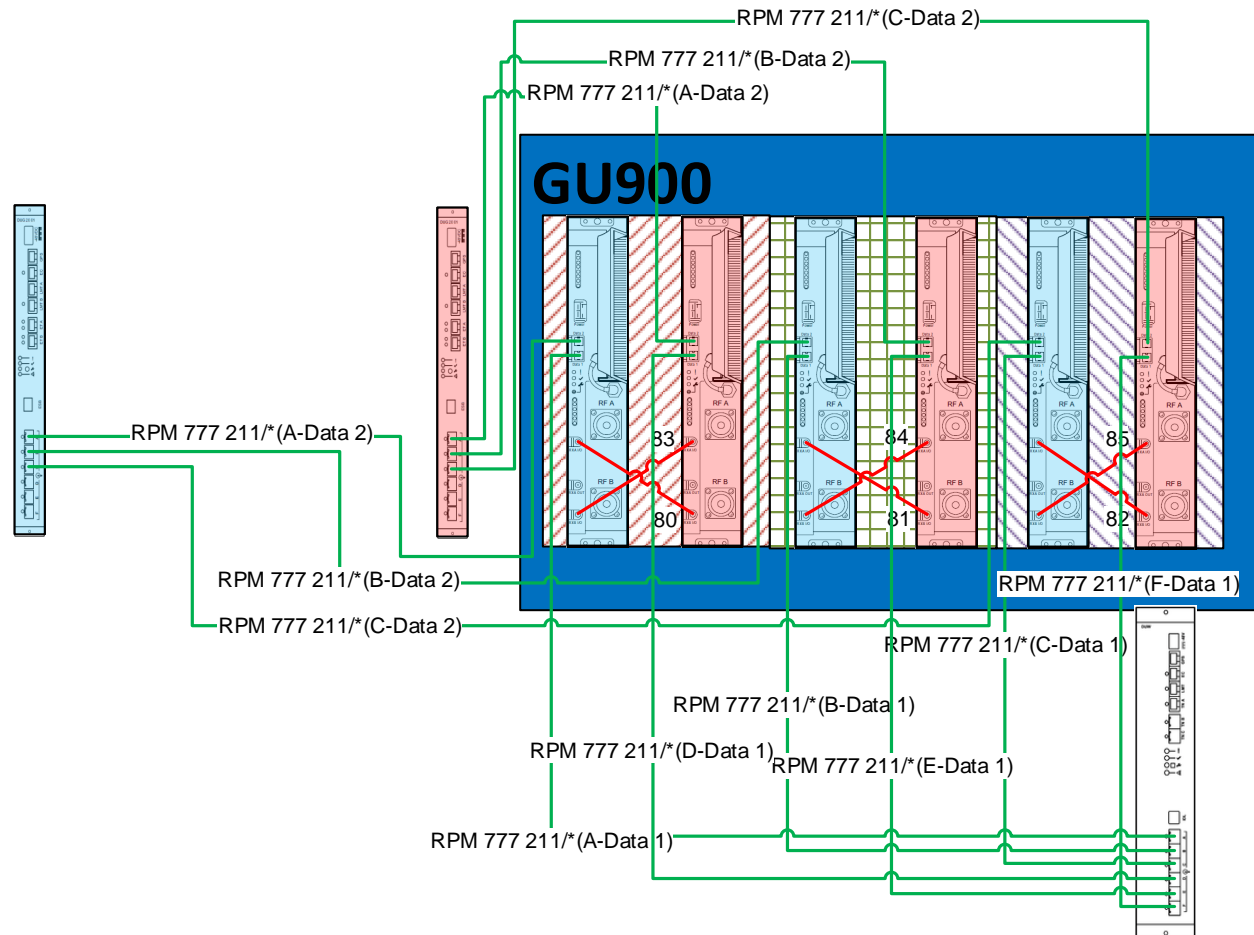 RPM 777 211/*(C-Data 2)
RPM 777 211/*(B-Data 2)
RPM 777 211/*(A-Data 2)
GU900
RF A
RF A
RF A
RF A
RF A
RF A
RPM 777 211/*(A-Data 2)
83
84
85
RF B
RF B
RF B
RF B
RF B
RF B
80
81
82
RPM 777 211/*(B-Data 2)
RPM 777 211/*(F-Data 1)
RPM 777 211/*(C-Data 2)
RPM 777 211/*(C-Data 1)
RPM 777 211/*(B-Data 1)
RPM 777 211/*(D-Data 1)
RPM 777 211/*(E-Data 1)
RPM 777 211/*(A-Data 1)